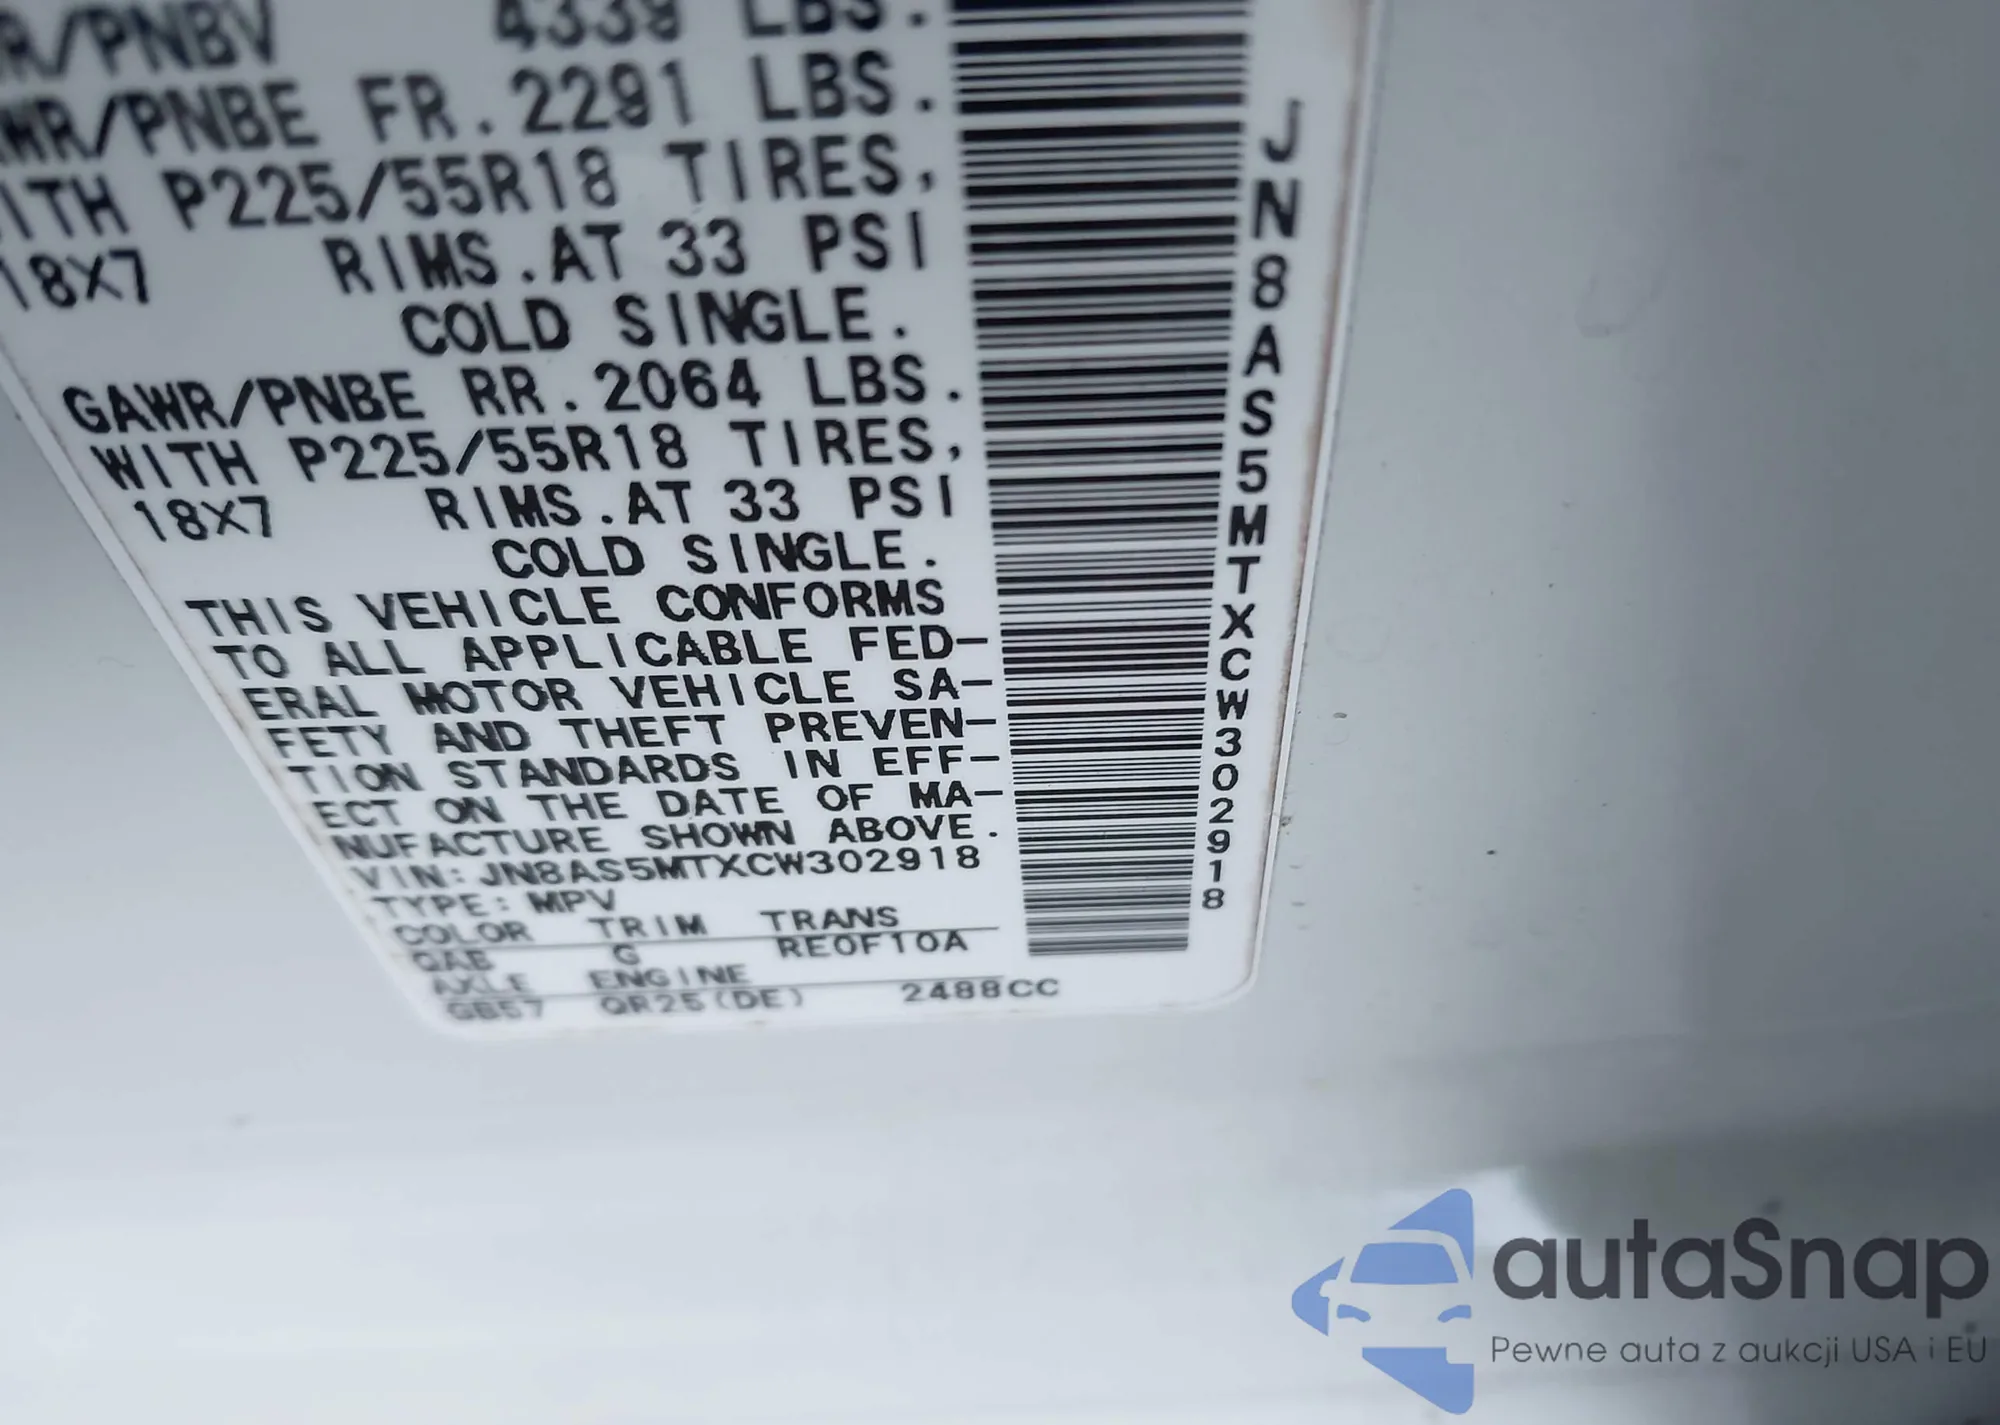 R/PNBV 4339 LBS.
WR/PNBE FR. 2291 LBS.
ITH P225/55R18 TIRES,
18X7 RIMS.AT 33 PSI
COLD SINGLE.
GAWR/PNBE RR. 2064 LBS.
WITH P225/55R18 TIRES,
18X7 RIMS.AT 33 PSI
COLD SINGLE.
THIS VEHICLE CONFORMS
TO ALL APPLICABLE FED-
ERAL MOTOR VEHICLE SA-
FETY AND THEFT PREVEN-
TION STANDARDS IN EFF-
ECT ON THE DATE OF MA-
NUFACTURE SHOWN ABOVE.
VIN: JN8AS5MTXCW302918
TYPE: MPV
COLOR TRIM TRANS
QAB G RE0F10A
AXLE ENGINE
GB57 QR25(DE) 2488CC
JN8AS5MTXCW302918
autaSnap
Pewne auta z aukcji USA i EU